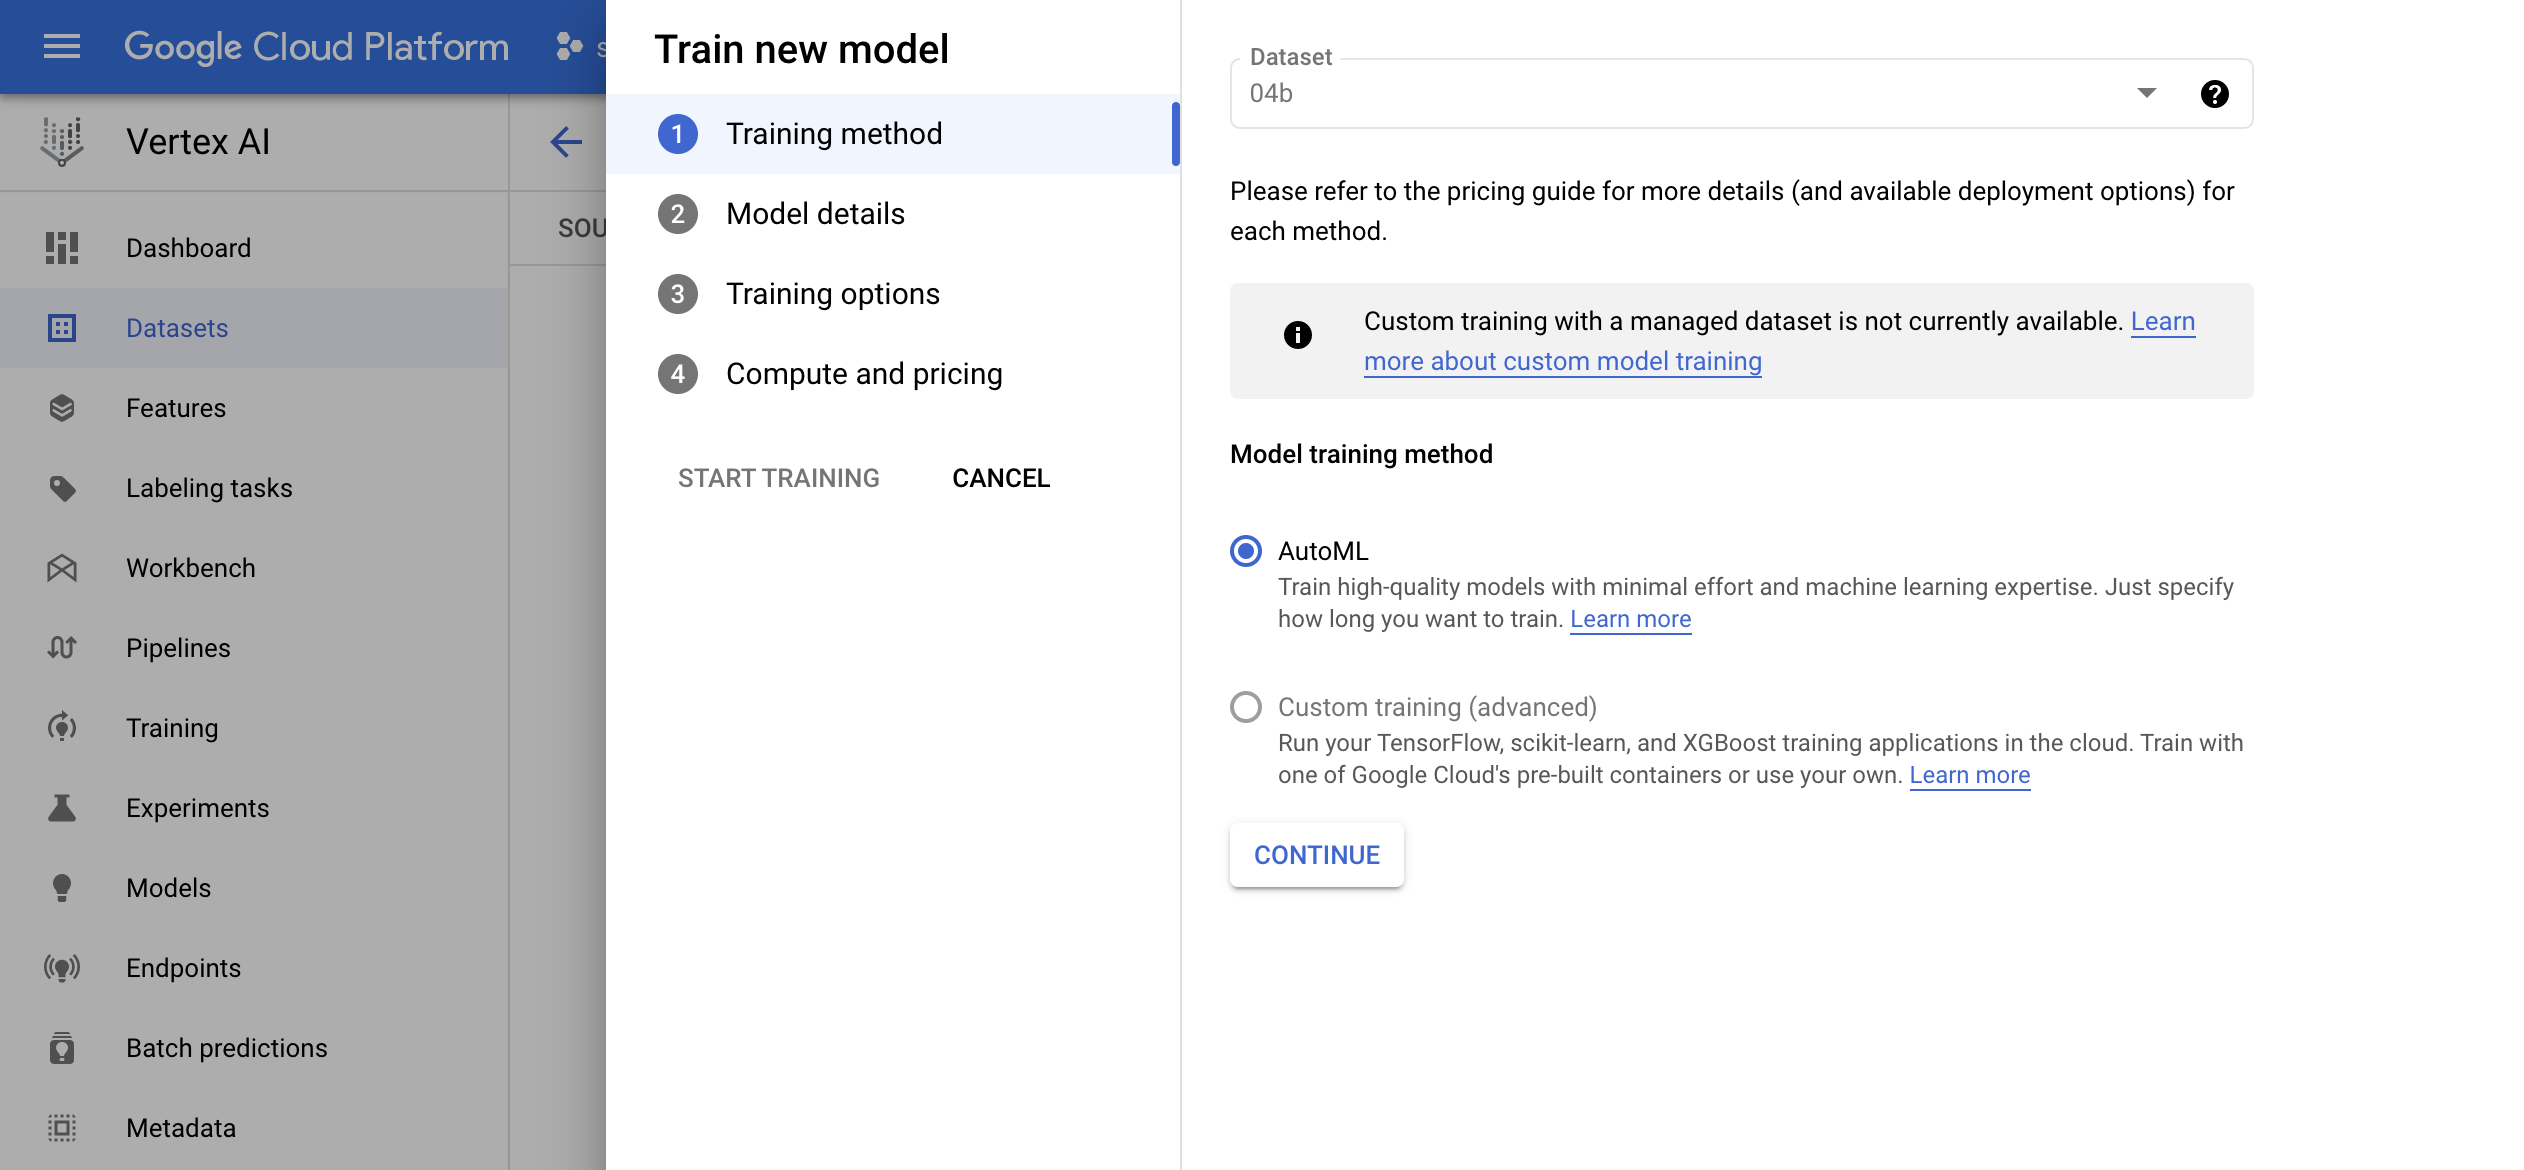 Google Cloud Platform
Vertex AI
SOU
Dashboard
Datasets
Features
Labeling tasks
Workbench
Pipelines
Training
Experiments
Models
Endpoints
Batch predictions
Metadata
Train new model
1 Training method
2 Model details
3 Training options
4 Compute and pricing
START TRAINING CANCEL
Dataset
04b
Please refer to the pricing guide for more details (and available deployment options) for
each method.
Custom training with a managed dataset is not currently available. Learn
more about custom model training
Model training method
AutoML
Train high-quality models with minimal effort and machine learning expertise. Just specify
how long you want to train. Learn more
Custom training (advanced)
Run your TensorFlow, scikit-learn, and XGBoost training applications in the cloud. Train with
one of Google Cloud's pre-built containers or use your own. Learn more
CONTINUE